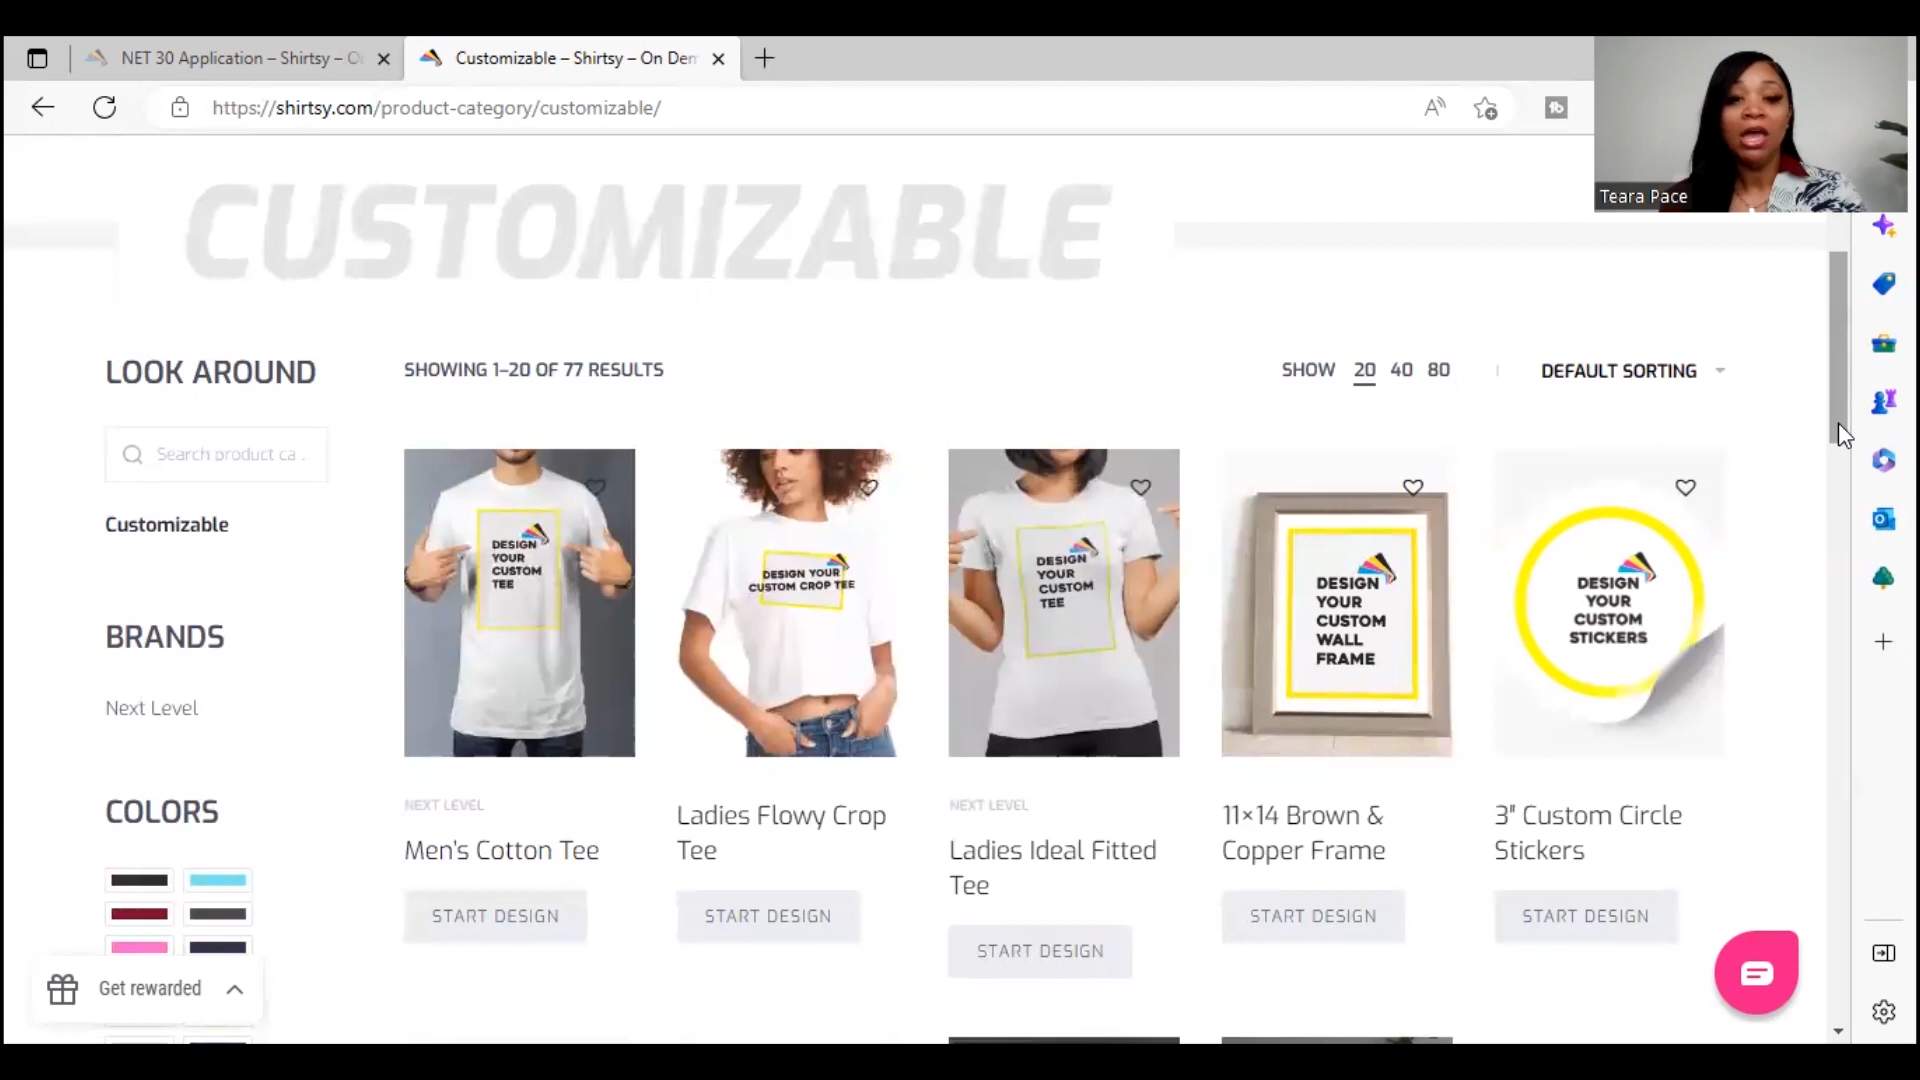 NET 30 Application – Shirtsy – O
Customizable – Shirtsy – On Dem
https://shirtsy.com/product-category/customizable/
Teara Pace
CUSTOMIZABLE
LOOK AROUND
SHOWING 1–20 OF 77 RESULTS
SHOW 20 40 80
DEFAULT SORTING
Search product ca
Customizable
BRANDS
Next Level
COLORS
Get rewarded
DESIGN
YOUR
CUSTOM
TEE
DESIGN YOUR
CUSTOM CROP TEE
DESIGN
YOUR
CUSTOM
TEE
DESIGN
YOUR
CUSTOM
WALL
FRAME
DESIGN
YOUR
CUSTOM
STICKERS
NEXT LEVEL
Men's Cotton Tee
START DESIGN
Ladies Flowy Crop
Tee
START DESIGN
NEXT LEVEL
Ladies Ideal Fitted
Tee
START DESIGN
11×14 Brown &
Copper Frame
START DESIGN
3" Custom Circle
Stickers
START DESIGN